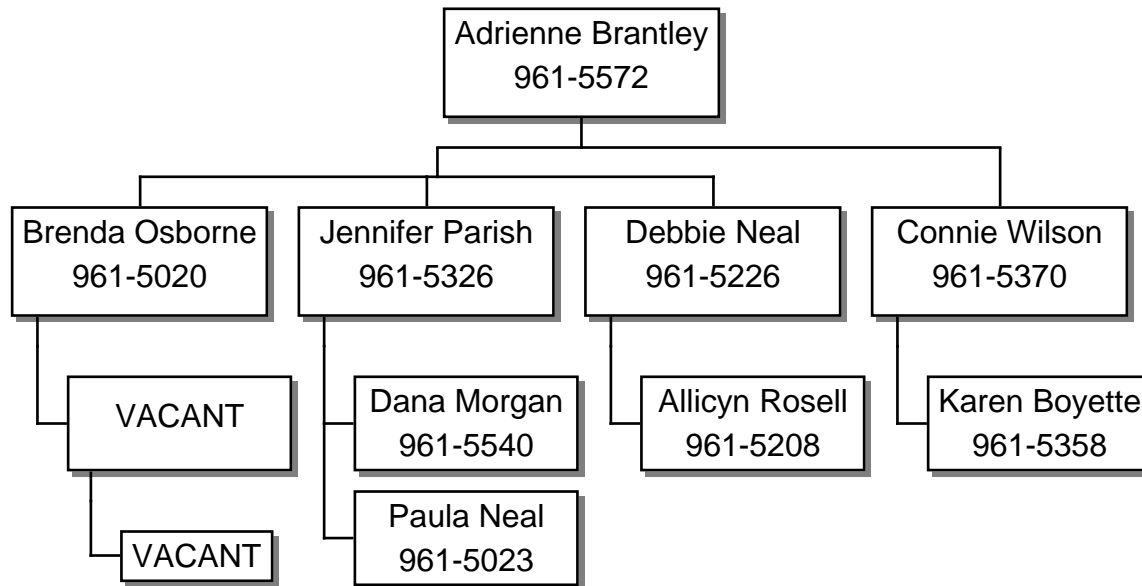 Adrienne Brantley
961-5572
Brenda Osborne
961-5020
Jennifer Parish
961-5326
Debbie Neal
961-5226
Connie Wilson
961-5370
VACANT
Dana Morgan
961-5540
Allicyn Rosell
961-5208
Karen Boyette
961-5358
VACANT
Paula Neal
961-5023